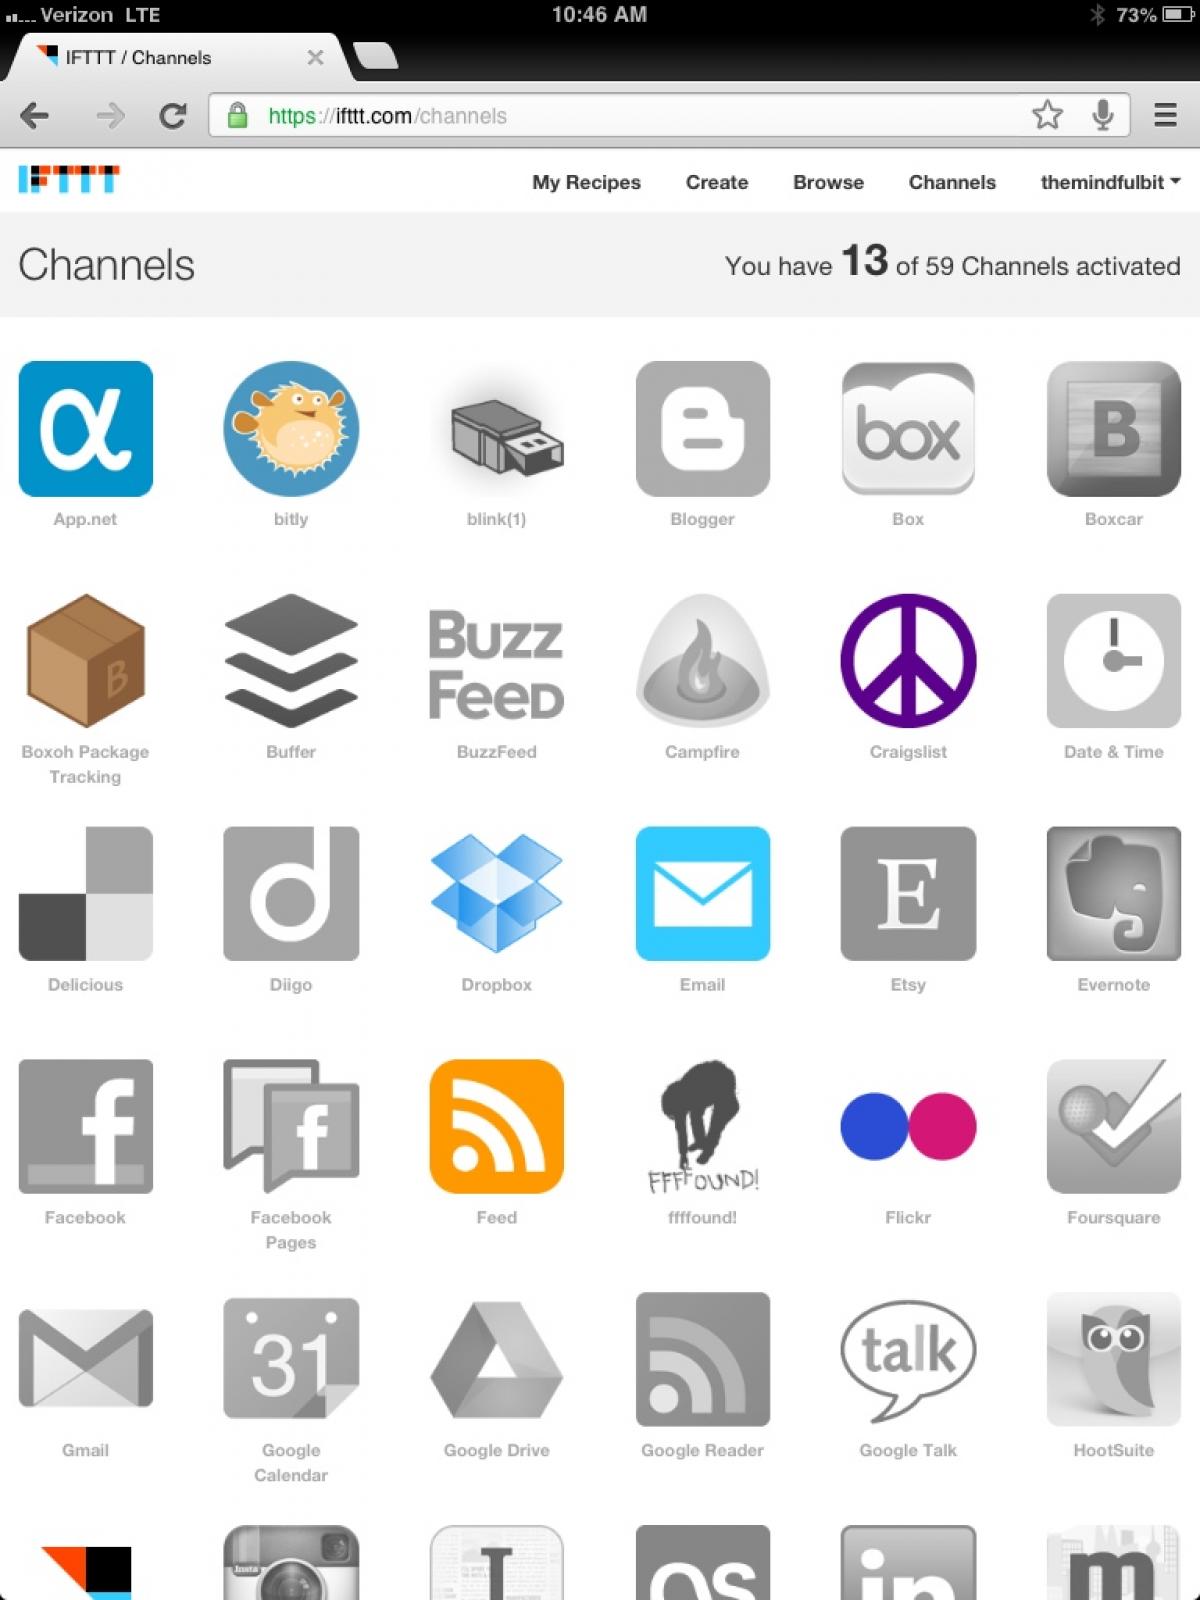 Verizon LTE 10:46 AM 73%
IFTTT / Channels
https://ifttt.com/channels
IFTTT My Recipes Create Browse Channels themindfulbit
Channels You have 13 of 59 Channels activated
α box B
App.net bitly blink(1) Blogger Box Boxcar
B Buzz
Feed
Boxoh Package Buffer BuzzFeed Campfire Craigslist Date & Time
Tracking
d E
Delicious Diigo Dropbox Email Etsy Evernote
f f FFFFOUND!
Facebook Facebook Feed ffffound! Flickr Foursquare
Pages
M 31 talk
Gmail Google Google Drive Google Reader Google Talk HootSuite
Calendar
Insta I os in m